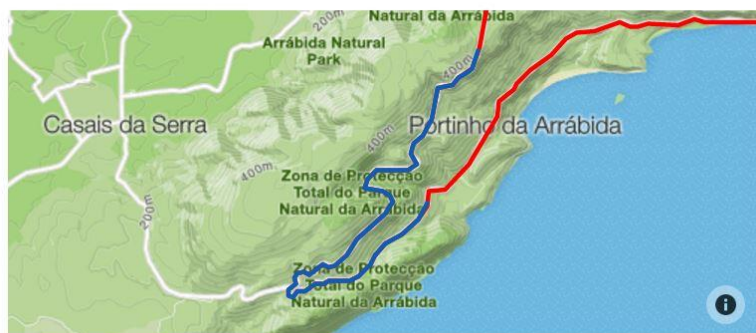 200m
Natural da Arrábida
Arrábida Natural
Park
400m
Casais da Serra
Portinho da Arrábida
400m
400m
Zona de Protecção
Total do Parque
Natural da Arrábida
200m
Zona de Protecção
Total do Parque
Natural da Arrábida
i